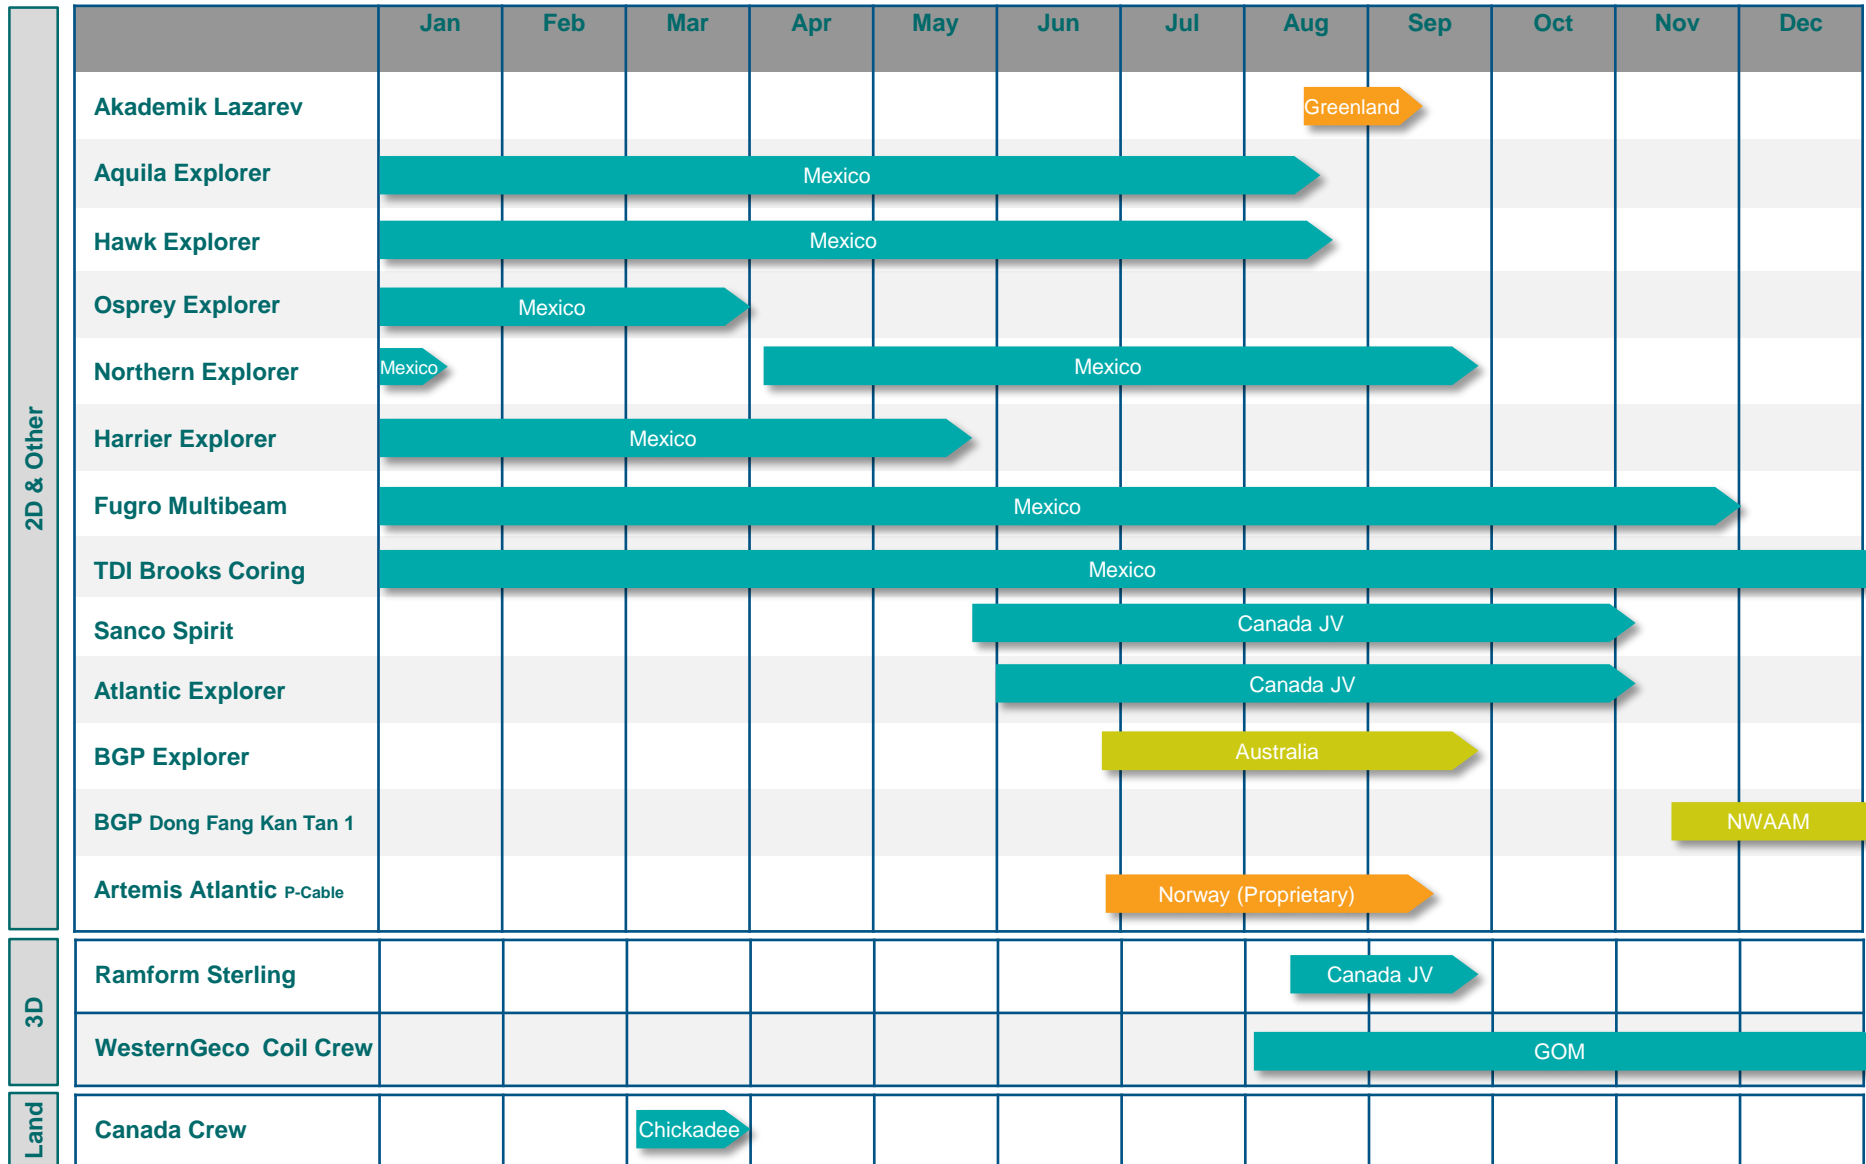 Jan Feb Mar Apr May Jun Jul Aug Sep Oct Nov Dec
2D & Other
Akademik Lazarev Greenland
Aquila Explorer Mexico
Hawk Explorer Mexico
Osprey Explorer Mexico
Northern Explorer Mexico Mexico
Harrier Explorer Mexico
Fugro Multibeam Mexico
TDI Brooks Coring Mexico
Sanco Spirit Canada JV
Atlantic Explorer Canada JV
BGP Explorer Australia
BGP Dong Fang Kan Tan 1 NWAAM
Artemis Atlantic P-Cable Norway (Proprietary)
3D
Ramform Sterling Canada JV
WesternGeco Coil Crew GOM
Land
Canada Crew Chickadee